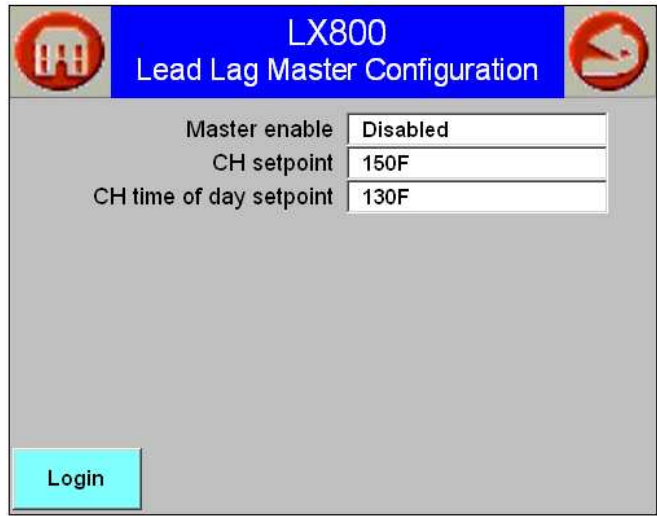 LX800
Lead Lag Master Configuration
Master enable Disabled
CH setpoint 150F
CH time of day setpoint 130F
Login